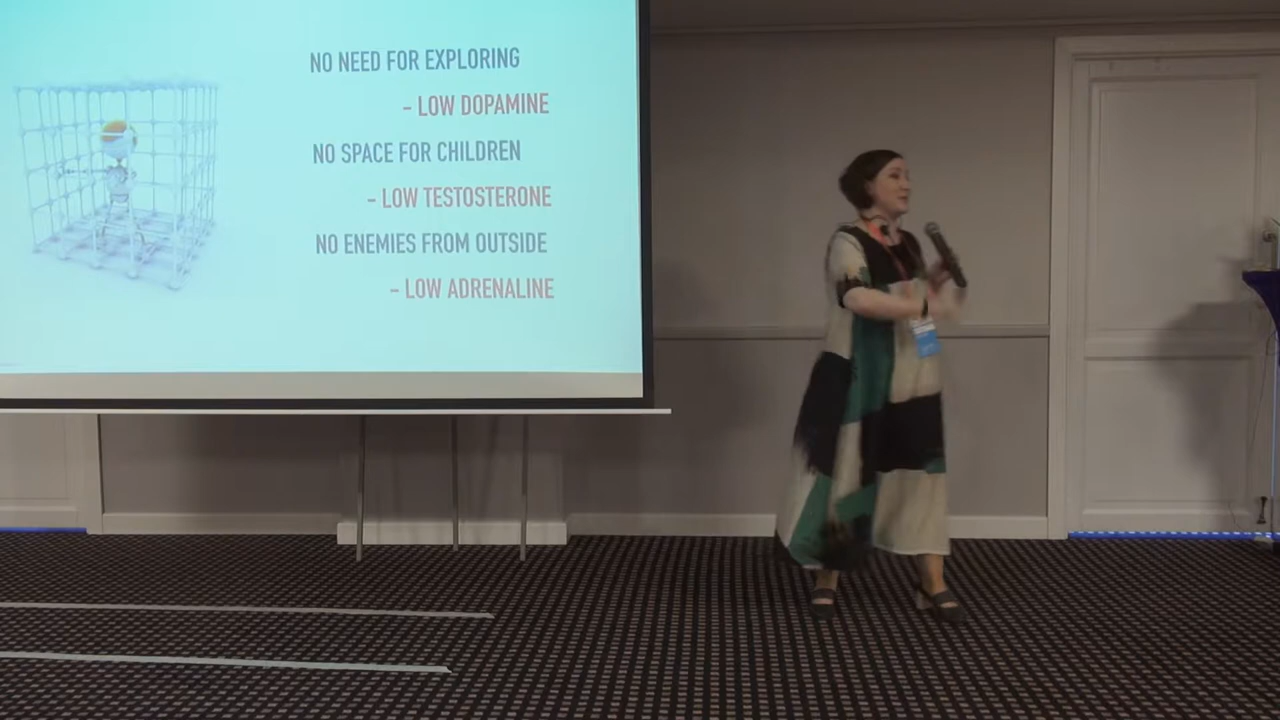 NO NEED FOR EXPLORING
- LOW DOPAMINE
NO SPACE FOR CHILDREN
- LOW TESTOSTERONE
NO ENEMIES FROM OUTSIDE
- LOW ADRENALINE